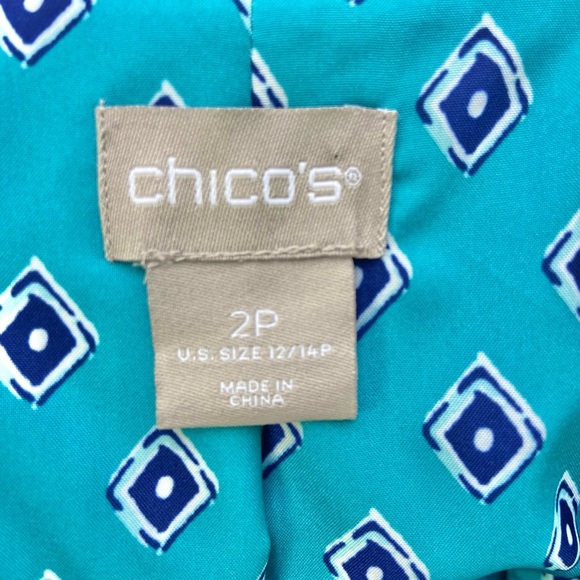 chico's®
2P
U.S. SIZE 12/14P
MADE IN
CHINA